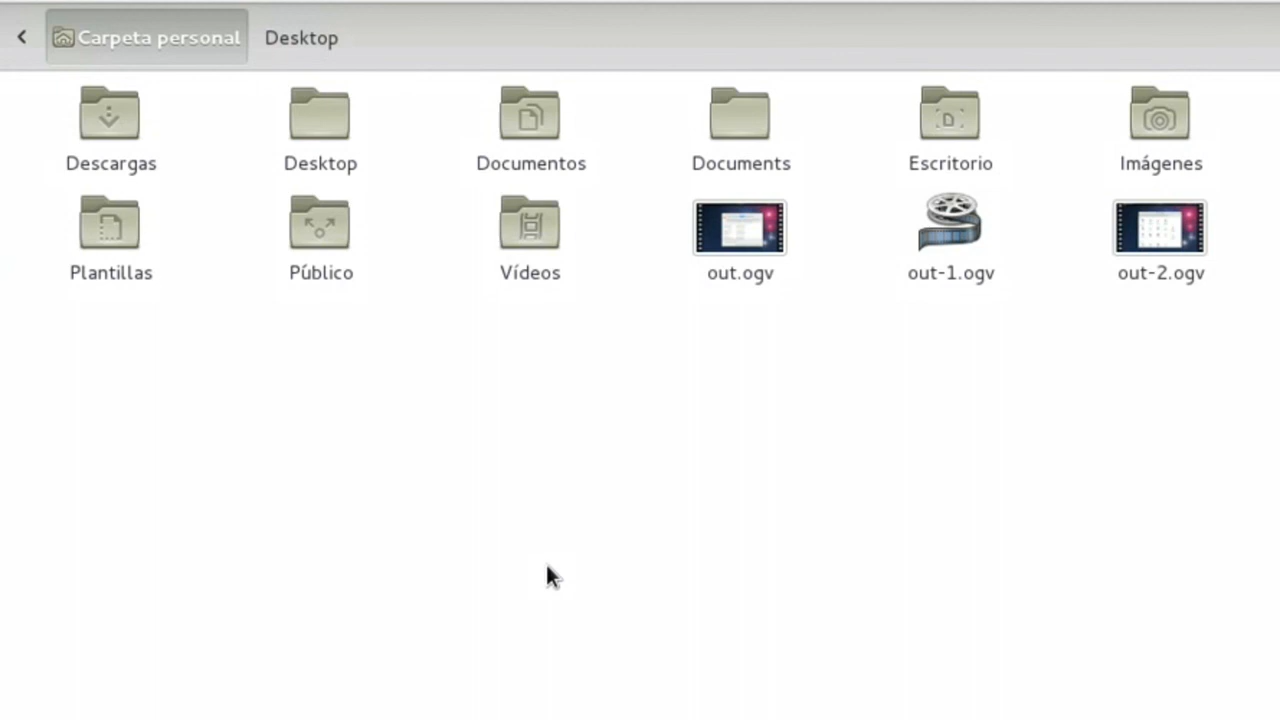 Carpeta personal Desktop
Descargas Desktop Documentos Documents Escritorio Imágenes
Plantillas Público Vídeos out.ogv out-1.ogv out-2.ogv